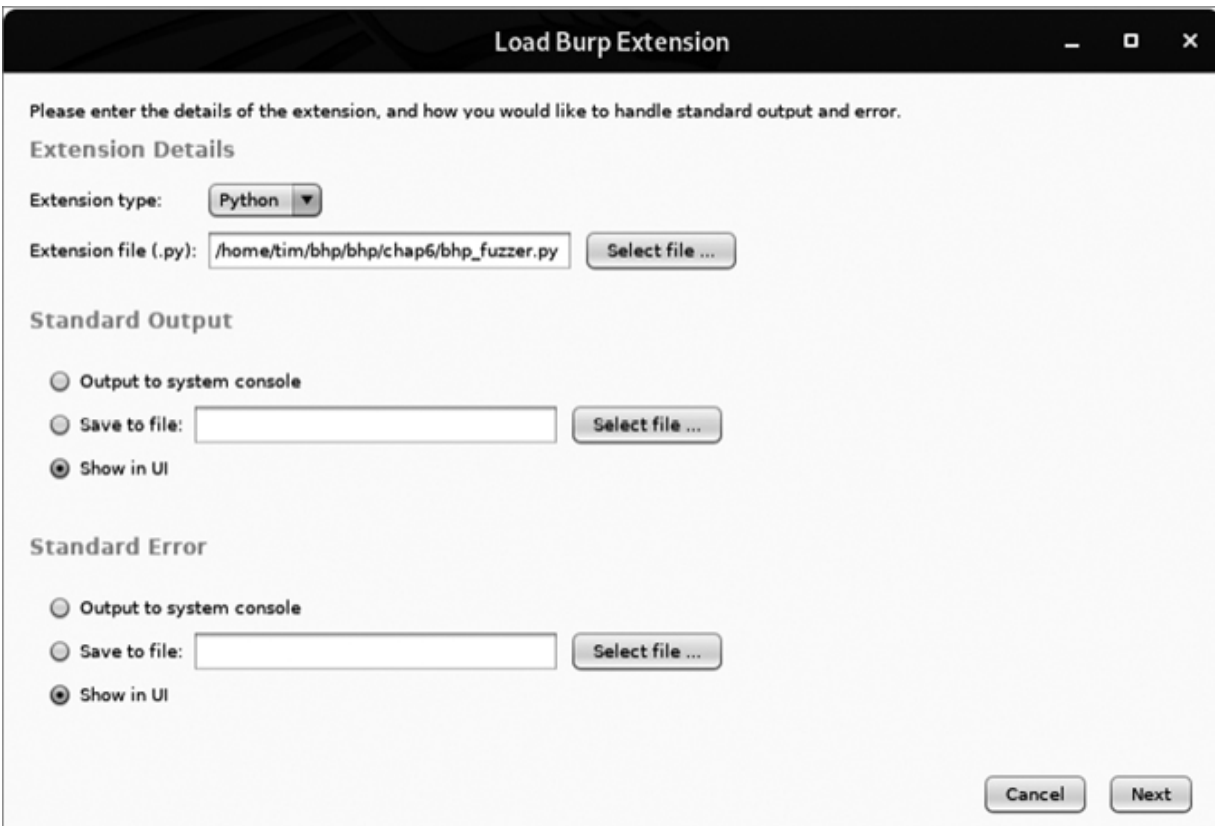 Load Burp Extension
Please enter the details of the extension, and how you would like to handle standard output and error.
Extension Details
Extension type: Python
Extension file (.py): /home/tim/bhp/bhp/chap6/bhp_fuzzer.py Select file ...
Standard Output
Output to system console
Save to file: Select file ...
Show in UI
Standard Error
Output to system console
Save to file: Select file ...
Show in UI
Cancel Next